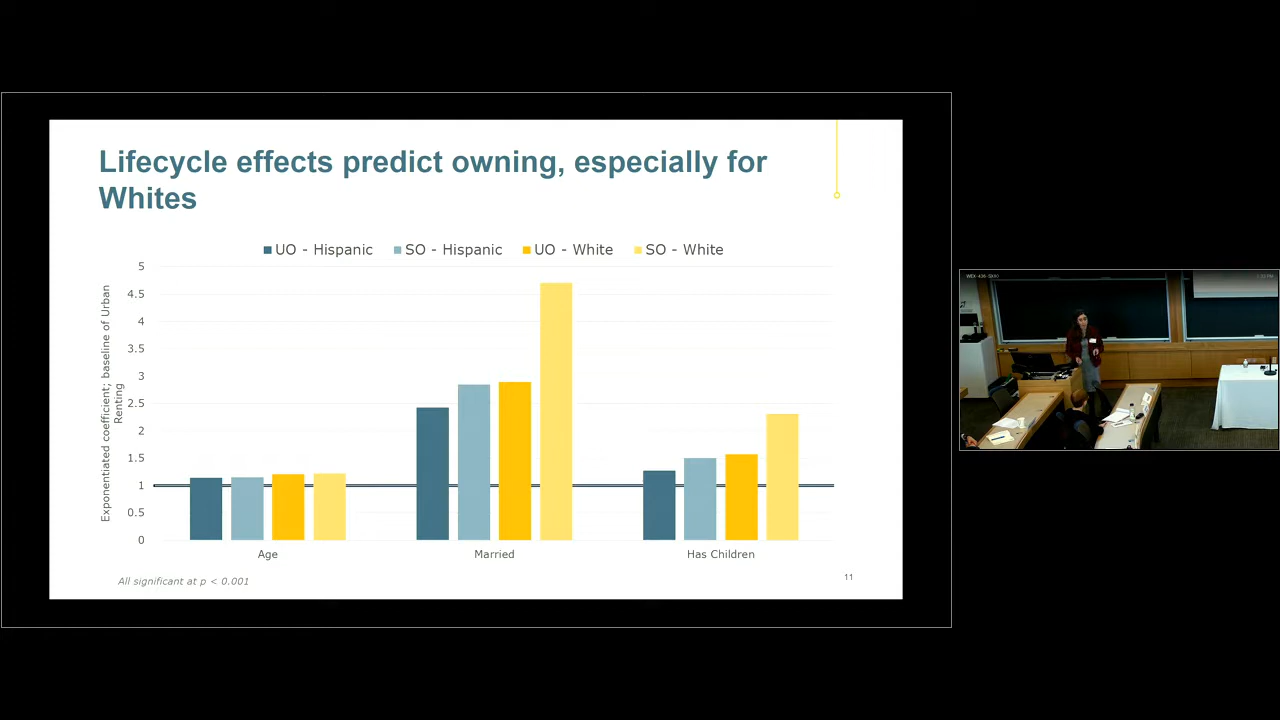 Lifecycle effects predict owning, especially for
Whites
UO - Hispanic SO - Hispanic UO - White SO - White
Exponentiated coefficient; baseline of Urban
Renting
5
4.5
4
3.5
3
2.5
2
1.5
1
0.5
0
Age Married Has Children
All significant at p < 0.001
11